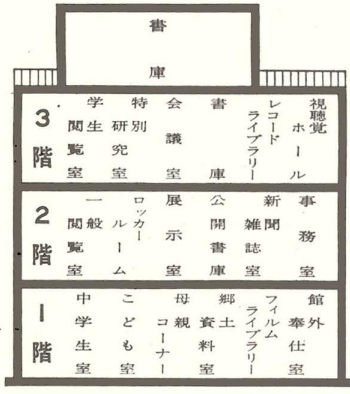 書庫
3階
視聴覚
ホール
レコード
ライブラリー
書庫
会議室
特別
研究室
学生
閲覧室
2階
事務室
新聞
雑誌室
公開書庫
展示室
ロッカー
ルーム
一般
閲覧室
1階
館外
奉仕室
フィルム
ライブラリー
郷土
資料室
母親
コーナー
こども室
中学生室